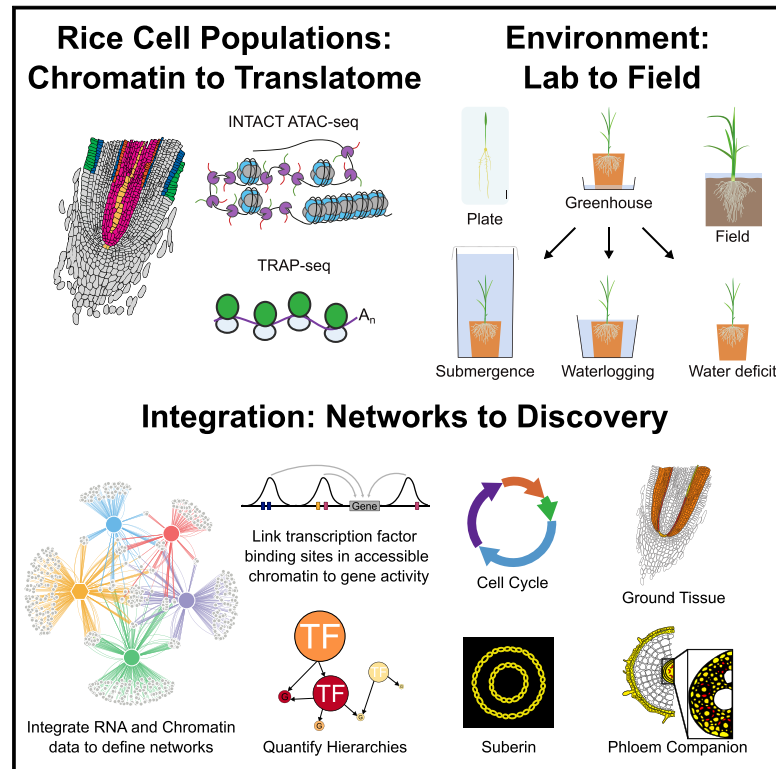 Rice Cell Populations:
Chromatin to Translatome
INTACT ATAC-seq
TRAP-seq
An
Environment:
Lab to Field
Plate
Greenhouse
Field
Submergence
Waterlogging
Water deficit
Integration: Networks to Discovery
Integrate RNA and Chromatin
data to define networks
Gene
Link transcription factor
binding sites in accessible
chromatin to gene activity
TF
TF
TF
G
G
G
G
G
Quantify Hierarchies
Cell Cycle
Ground Tissue
Suberin
Phloem Companion